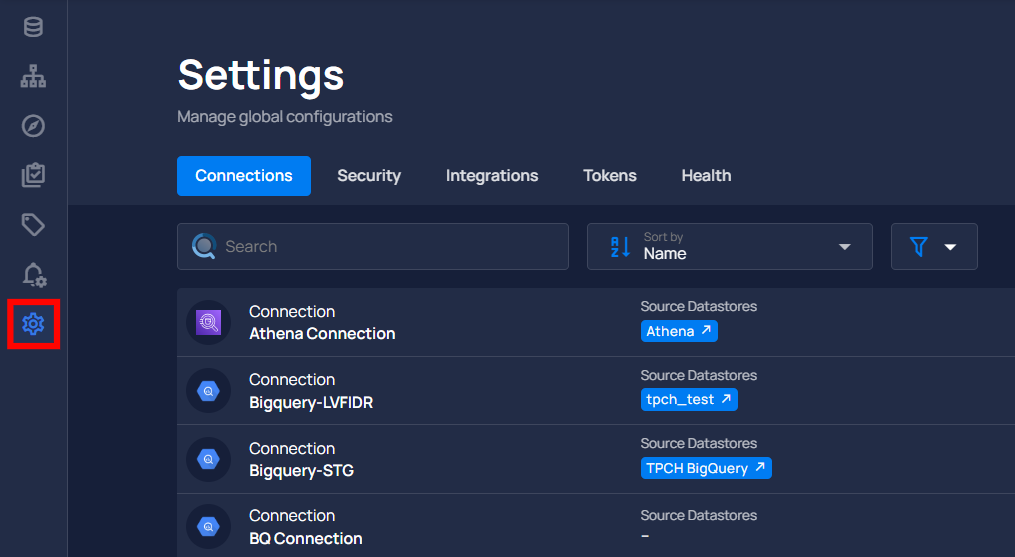 Settings
Manage global configurations
Connections Security Integrations Tokens Health
Search
Sort by
Name
Connection
Athena Connection
Source Datastores
Athena
Connection
Bigquery-LVFIDR
Source Datastores
tpch_test
Connection
Bigquery-STG
Source Datastores
TPCH BigQuery
Connection
BQ Connection
Source Datastores
–